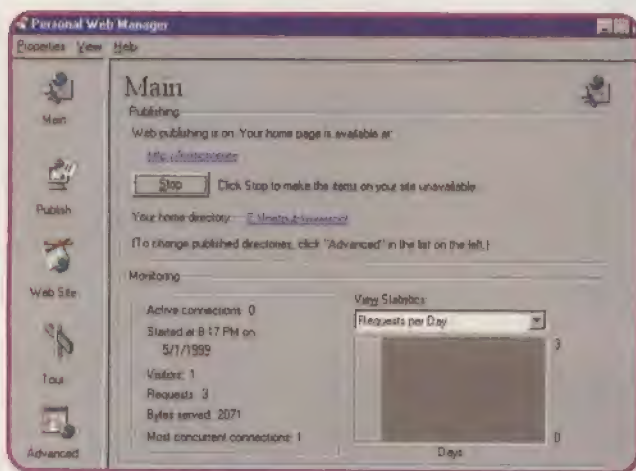 Personal Web Manager
Properties View Help
Main
Publish
Web Site
Tour
Advanced
Main
Publishing
Web publishing is on. Your home page is available at:
Stop
Click Stop to make the items on your site unavailable.
Your home directory:
(To change published directories, click "Advanced" in the list on the left.)
Monitoring
Active connections: 0
Started at 8:17 PM on
5/1/1999
Visitors: 1
Requests: 3
Bytes served: 2071
Most concurrent connections: 1
View Statistics:
Requests per Day
3
0
Days